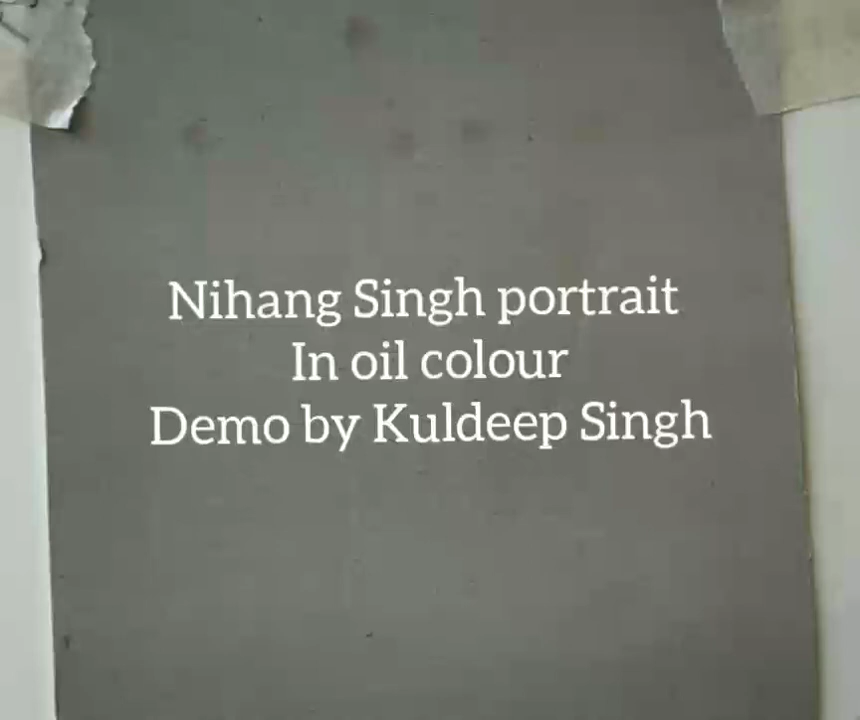 Nihang Singh portrait
In oil colour
Demo by Kuldeep Singh